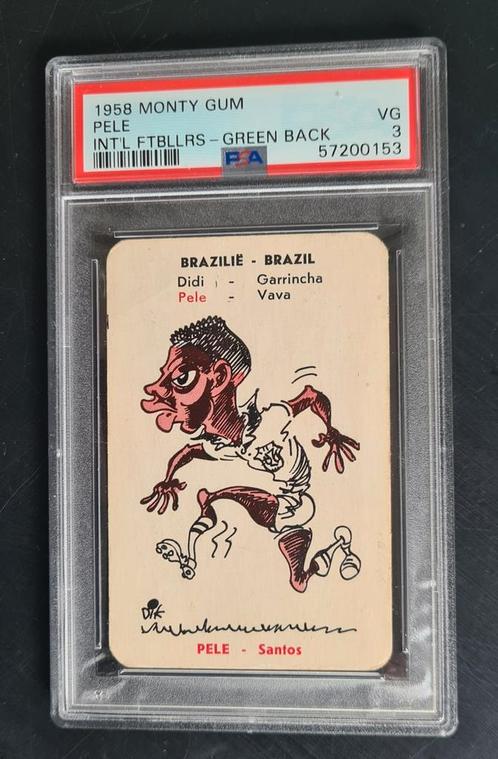 1958 MONTY GUM
PELE VG
INT'L FTBLLRS - GREEN BACK 3
PSA 57200153
BRAZILIË - BRAZIL
Didi - Garrincha
Pele - Vava
Dik
PELE - Santos